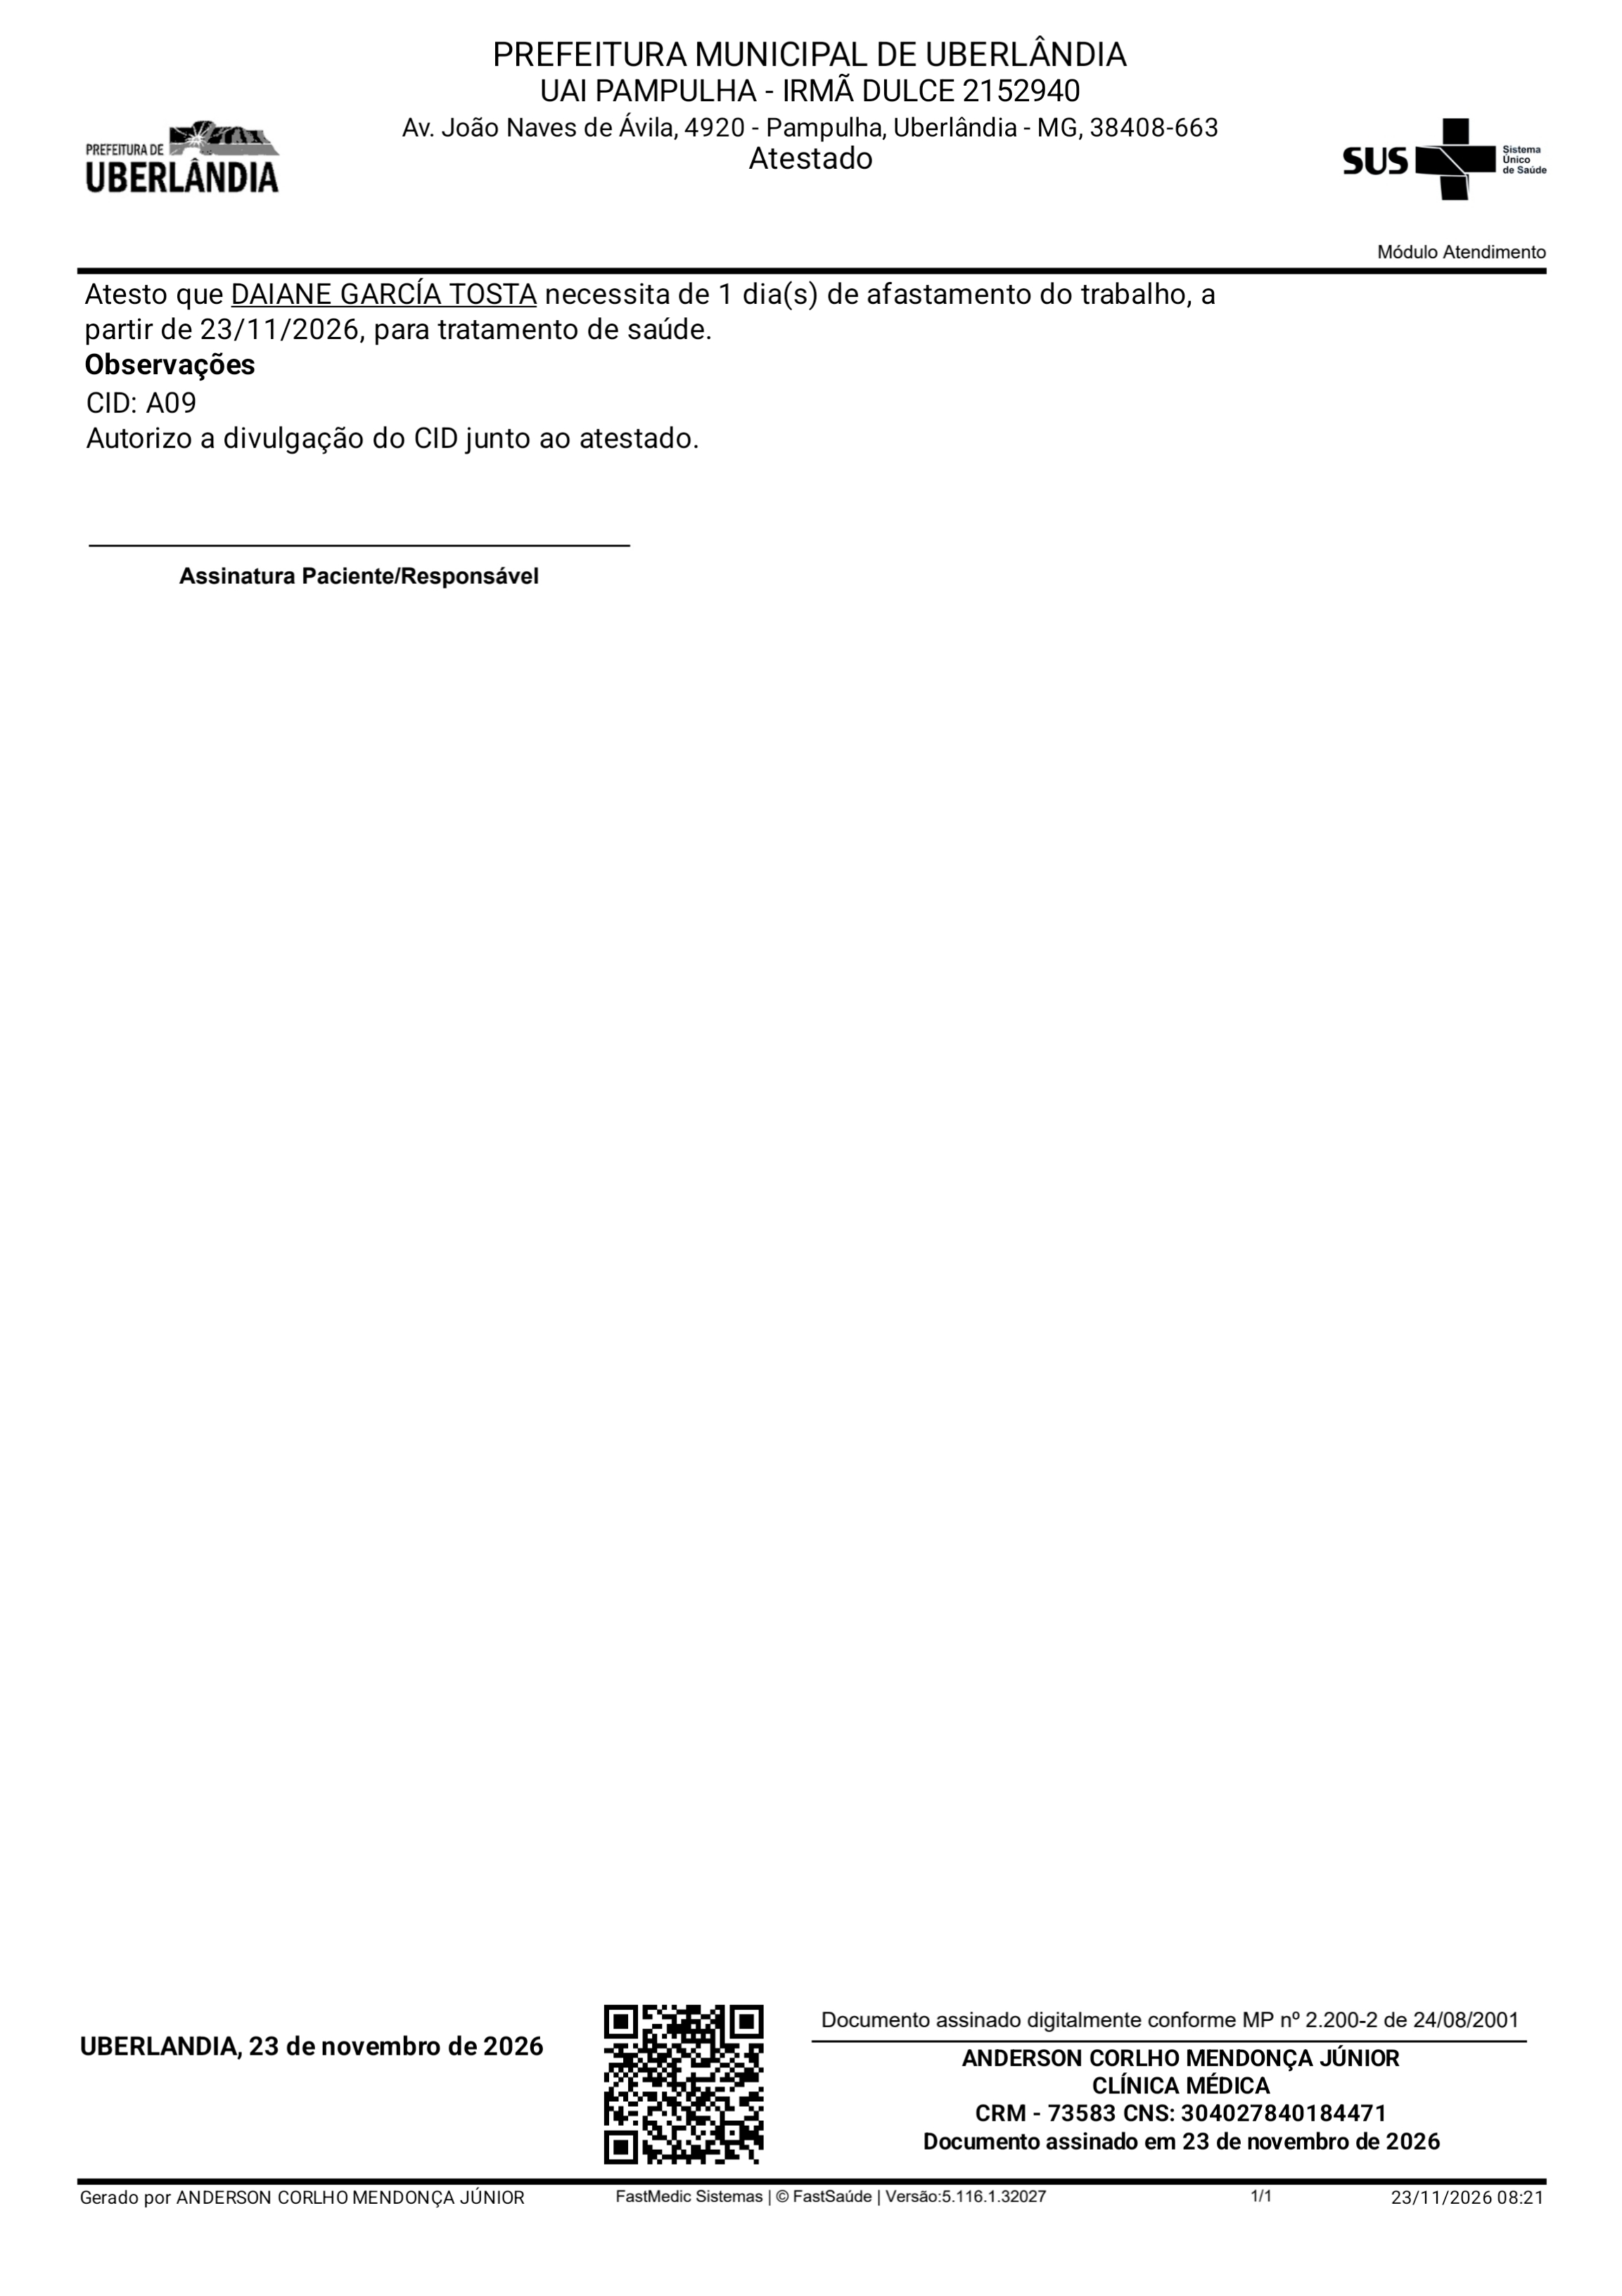 PREFEITURA MUNICIPAL DE UBERLÂNDIA
UAI PAMPULHA - IRMÃ DULCE 2152940
Av. João Naves de Ávila, 4920 - Pampulha, Uberlândia - MG, 38408-663
Atestado
PREFEITURA DE
UBERLÂNDIA
SUS
Sistema
Único
de Saúde
Módulo Atendimento
Atesto que DAIANE GARCÍA TOSTA necessita de 1 dia(s) de afastamento do trabalho, a
partir de 23/11/2026, para tratamento de saúde.
Observações
CID: A09
Autorizo a divulgação do CID junto ao atestado.
Assinatura Paciente/Responsável
UBERLANDIA, 23 de novembro de 2026
Documento assinado digitalmente conforme MP nº 2.200-2 de 24/08/2001
ANDERSON CORLHO MENDONÇA JÚNIOR
CLÍNICA MÉDICA
CRM - 73583 CNS: 304027840184471
Documento assinado em 23 de novembro de 2026
Gerado por ANDERSON CORLHO MENDONÇA JÚNIOR
FastMedic Sistemas | © FastSaúde | Versão:5.116.1.32027
1/1
23/11/2026 08:21